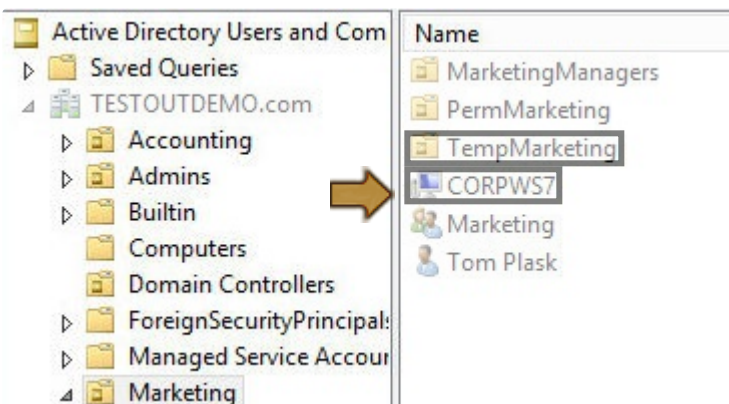 Active Directory Users and Com
Saved Queries
TESTOUTDEMO.com
Accounting
Admins
Builtin
Computers
Domain Controllers
ForeignSecurityPrincipals
Managed Service Accour
Marketing
Name
MarketingManagers
PermMarketing
TempMarketing
CORPWS7
Marketing
Tom Plask